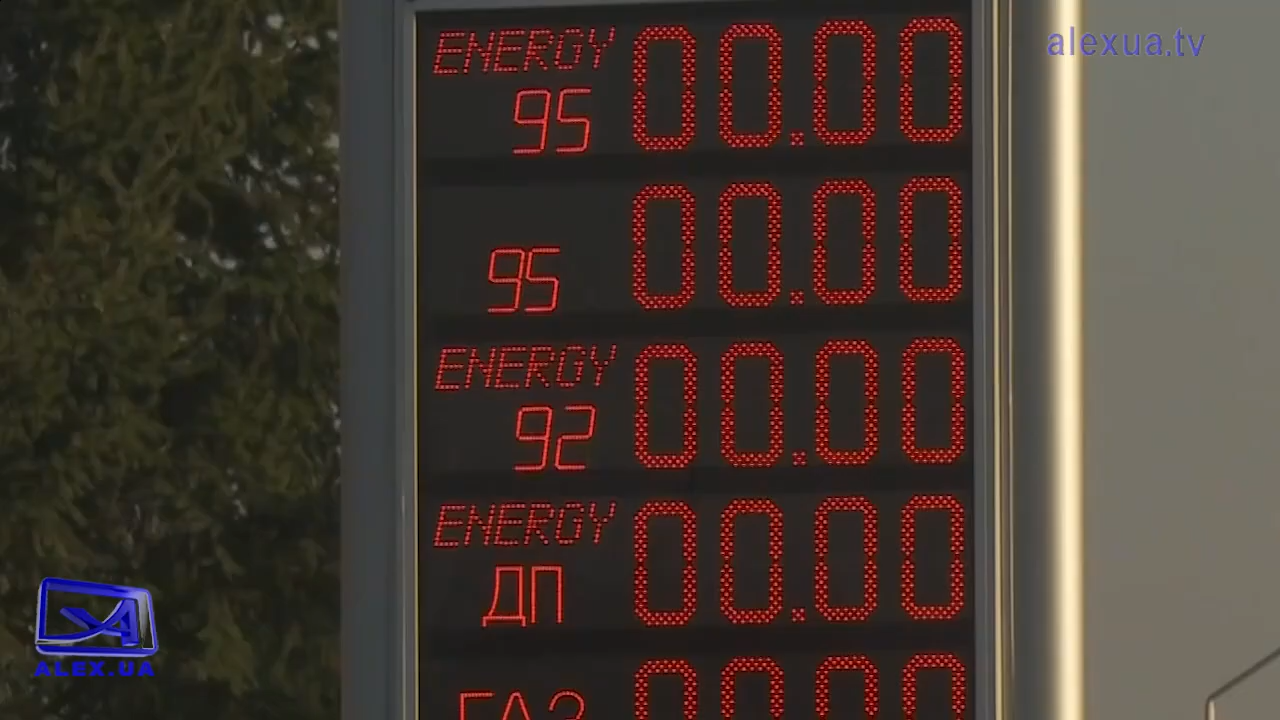 alexua.tv
ENERGY
95 00.00
95 00.00
ENERGY
92 00.00
ENERGY
ДП 00.00
ГАЗ 00.00
ALEX.UA